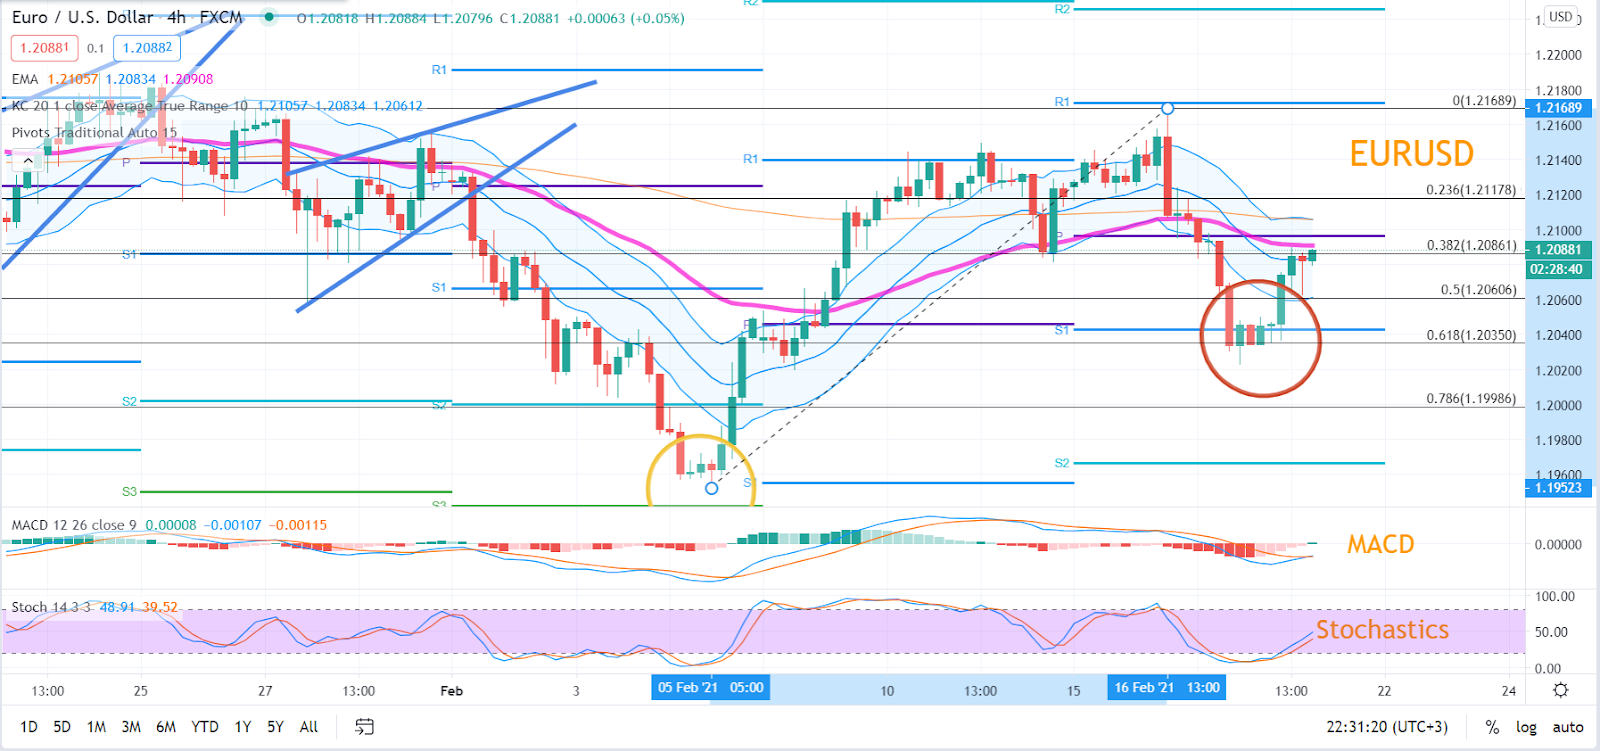 Euro / U.S. Dollar · 4h · FXCM O1.20818 H1.20884 L1.20796 C1.20881 +0.00063 (+0.05%)
1.20881 0.1 1.20882
EMA 1.21057 1.20834 1.20908
KC 20 1 close Average True Range 10 1.21057 1.20834 1.20612
Pivots Traditional Auto 15
USD
R2
R2
R1
R1
R1
P
P
P
P
S1
S1
S1
S1
S2
S2
S2
S3
S3
0(1.21689)
0.236(1.21178)
0.382(1.20861)
0.5(1.20606)
0.618(1.20350)
0.786(1.19986)
EURUSD
1.22000
1.21800
1.21689
1.21600
1.21400
1.21200
1.21000
1.20881
02:28:40
1.20600
1.20400
1.20200
1.20000
1.19800
1.19600
1.19523
MACD 12 26 close 9 0.00008 −0.00107 −0.00115
MACD
0.00000
Stoch 14 3 3 48.91 39.52
Stochastics
100.00
50.00
0.00
13:00 25 27 13:00 Feb 3 05 Feb '21 05:00 10 13:00 15 16 Feb '21 13:00 13:00 22 24
1D 5D 1M 3M 6M YTD 1Y 5Y All 22:31:20 (UTC+3) % log auto